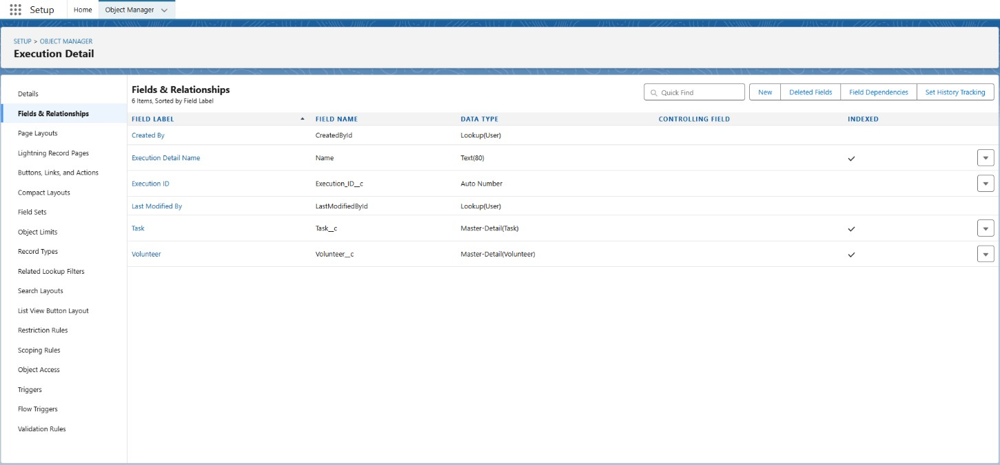 Setup Home Object Manager
SETUP > OBJECT MANAGER
Execution Detail
Details
Fields & Relationships
Page Layouts
Lightning Record Pages
Buttons, Links, and Actions
Compact Layouts
Field Sets
Object Limits
Record Types
Related Lookup Filters
Search Layouts
List View Button Layout
Restriction Rules
Scoping Rules
Object Access
Triggers
Flow Triggers
Validation Rules
Fields & Relationships
6 Items, Sorted by Field Label
Quick Find New Deleted Fields Field Dependencies Set History Tracking
FIELD LABEL FIELD NAME DATA TYPE CONTROLLING FIELD INDEXED
Created By CreatedById Lookup(User)
Execution Detail Name Name Text(80)
Execution ID Execution_ID__c Auto Number
Last Modified By LastModifiedById Lookup(User)
Task Task__c Master-Detail(Task)
Volunteer Volunteer__c Master-Detail(Volunteer)